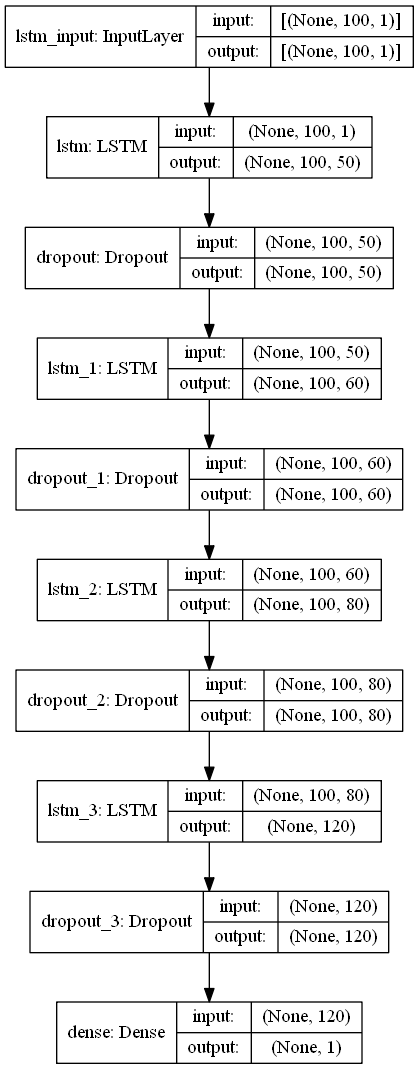 lstm_input: InputLayer input: [(None, 100, 1)]
output: [(None, 100, 1)]
lstm: LSTM input: (None, 100, 1)
output: (None, 100, 50)
dropout: Dropout input: (None, 100, 50)
output: (None, 100, 50)
lstm_1: LSTM input: (None, 100, 50)
output: (None, 100, 60)
dropout_1: Dropout input: (None, 100, 60)
output: (None, 100, 60)
lstm_2: LSTM input: (None, 100, 60)
output: (None, 100, 80)
dropout_2: Dropout input: (None, 100, 80)
output: (None, 100, 80)
lstm_3: LSTM input: (None, 100, 80)
output: (None, 120)
dropout_3: Dropout input: (None, 120)
output: (None, 120)
dense: Dense input: (None, 120)
output: (None, 1)